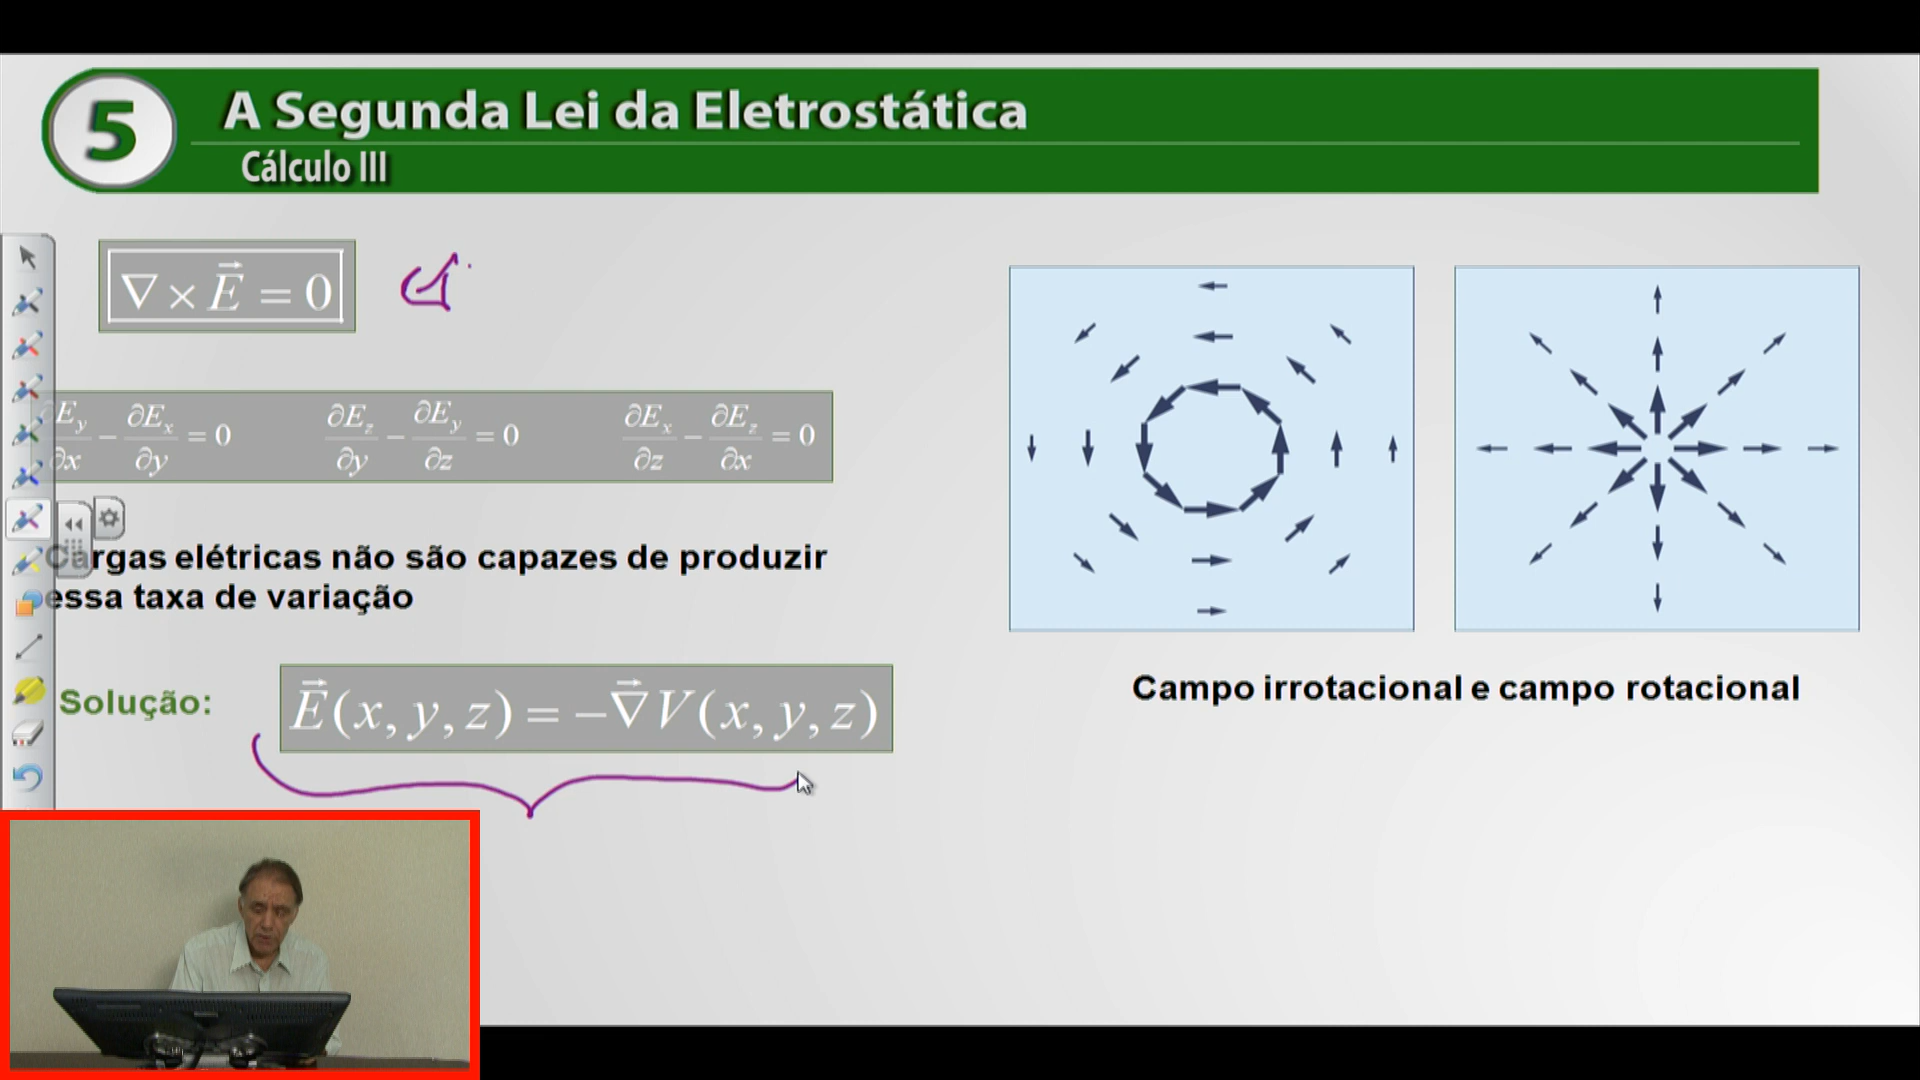 5
A Segunda Lei da Eletrostática
Cálculo III
∇ × E⃗ = 0
∂E_y/∂x − ∂E_x/∂y = 0    ∂E_z/∂y − ∂E_y/∂z = 0    ∂E_x/∂z − ∂E_z/∂x = 0
Cargas elétricas não são capazes de produzir
essa taxa de variação
Solução: E⃗(x, y, z) = −∇⃗V(x, y, z)
Campo irrotacional e campo rotacional